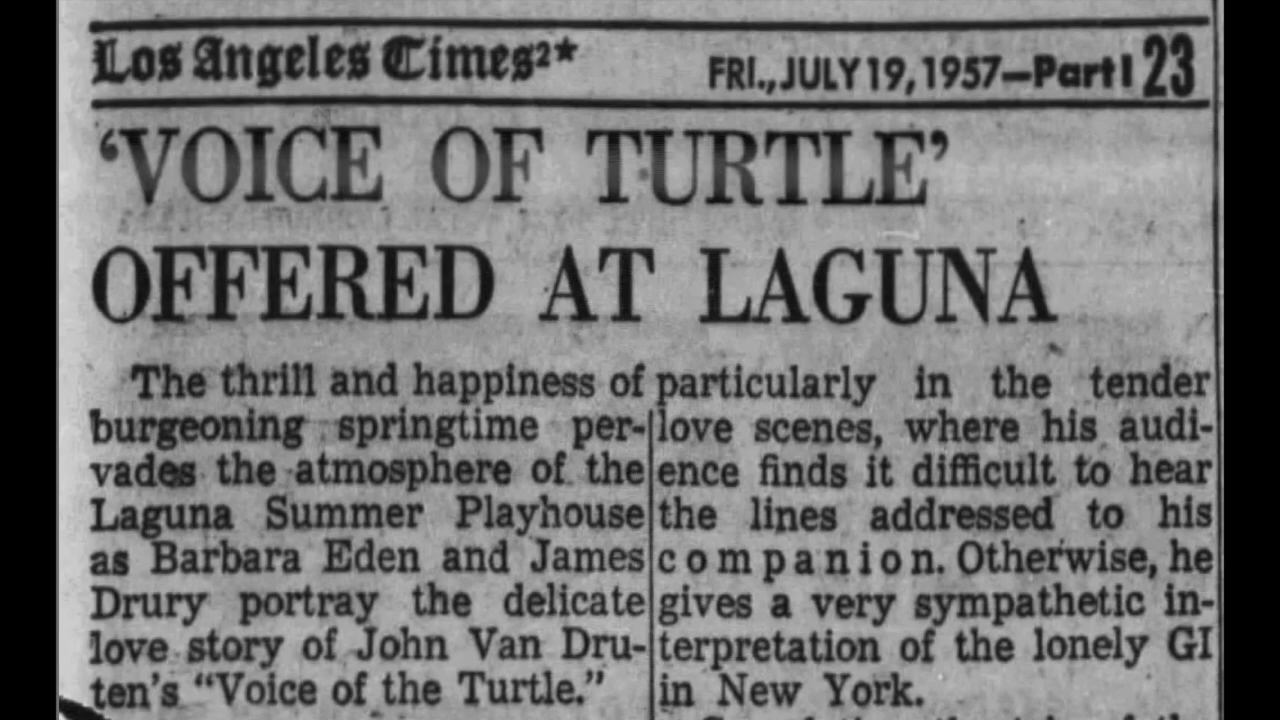 Los Angeles Times 2*
FRI., JULY 19, 1957—Part I 23
‘VOICE OF TURTLE’
OFFERED AT LAGUNA
The thrill and happiness of
burgeoning springtime per-
vades the atmosphere of the
Laguna Summer Playhouse
as Barbara Eden and James
Drury portray the delicate
love story of John Van Dru-
ten's "Voice of the Turtle."
particularly in the tender
love scenes, where his audi-
ence finds it difficult to hear
the lines addressed to his
companion. Otherwise, he
gives a very sympathetic in-
terpretation of the lonely GI
in New York.